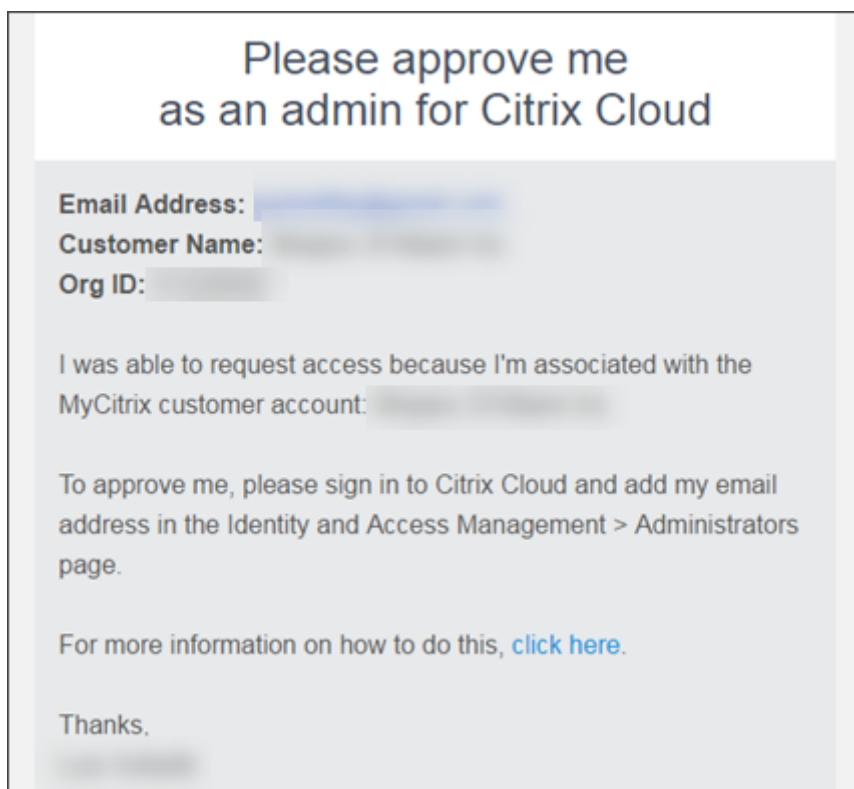 Please approve me
as an admin for Citrix Cloud
Email Address:
Customer Name:
Org ID:
I was able to request access because I'm associated with the
MyCitrix customer account:
To approve me, please sign in to Citrix Cloud and add my email
address in the Identity and Access Management > Administrators
page.
For more information on how to do this, click here.
Thanks,